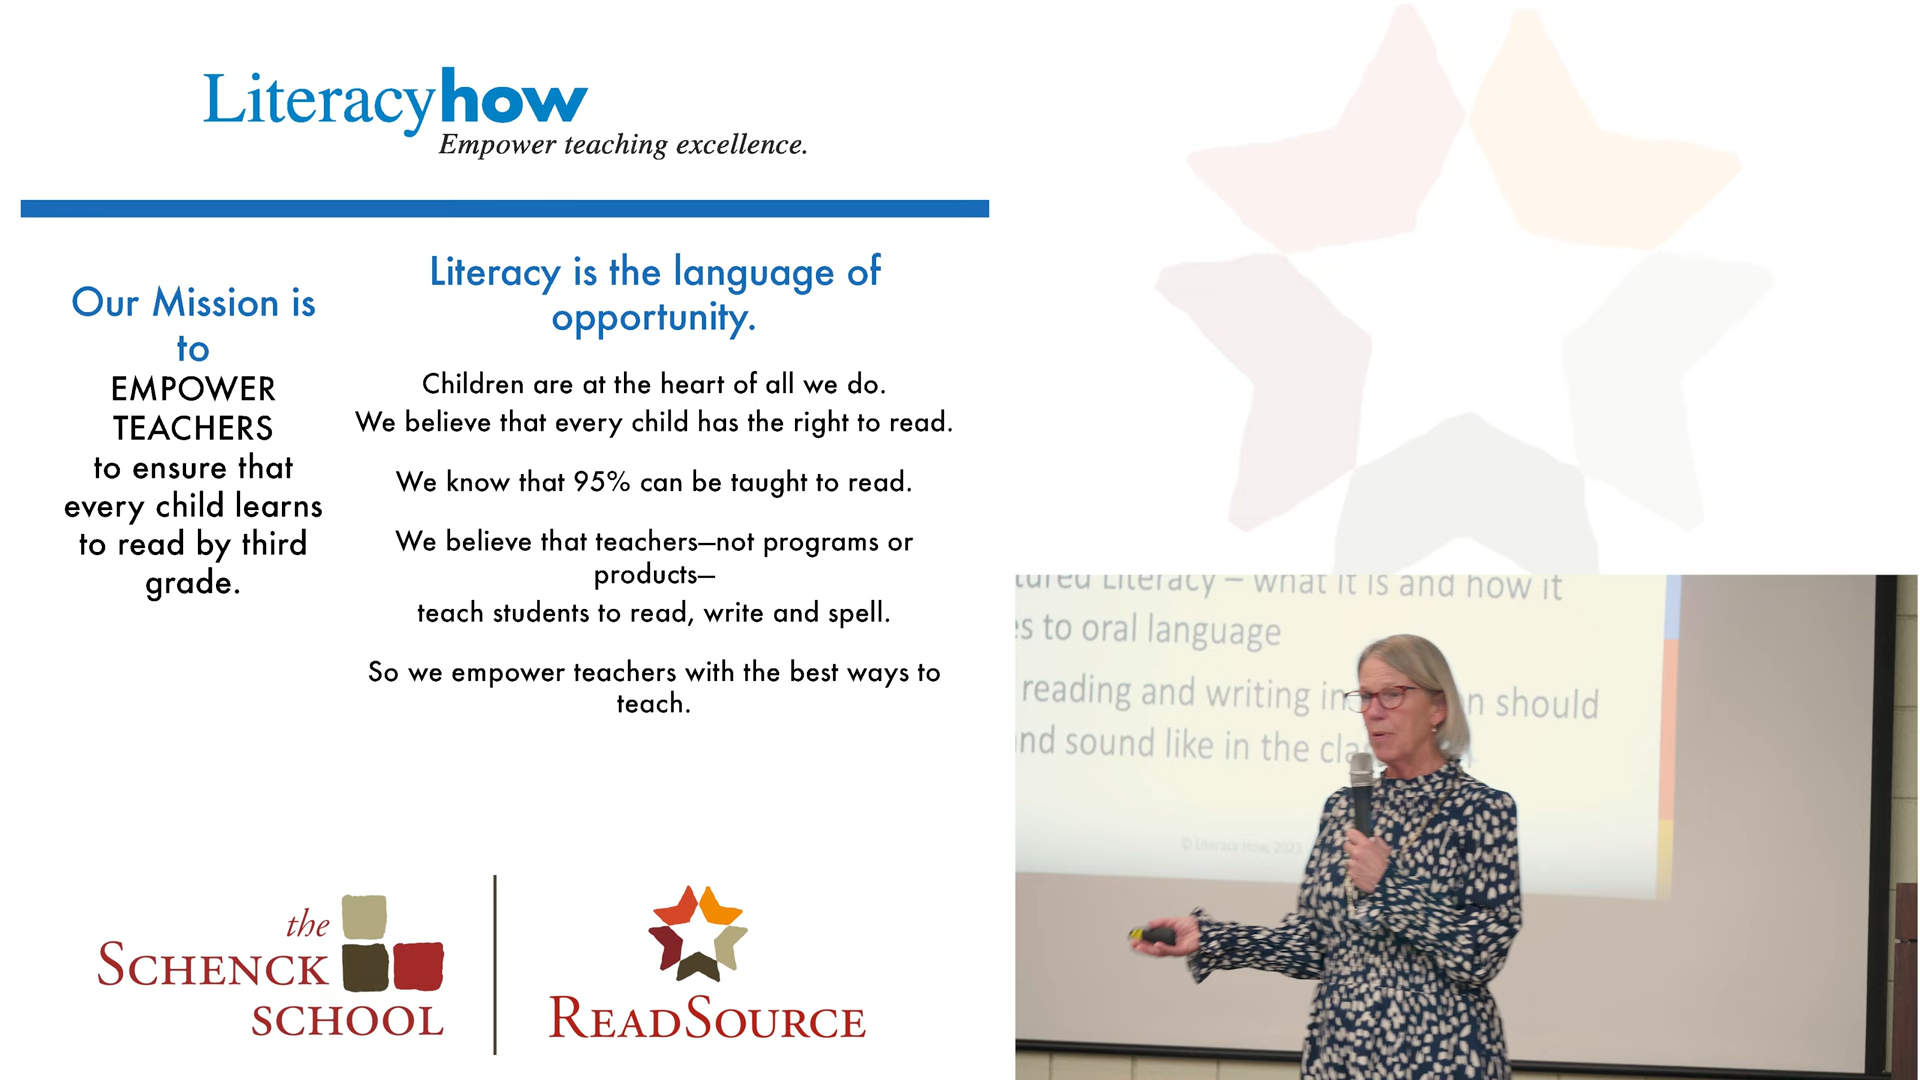 Literacyhow
Empower teaching excellence.
Our Mission is
to
EMPOWER
TEACHERS
to ensure that
every child learns
to read by third
grade.
Literacy is the language of
opportunity.
Children are at the heart of all we do.
We believe that every child has the right to read.
We know that 95% can be taught to read.
We believe that teachers—not programs or
products—
teach students to read, write and spell.
So we empower teachers with the best ways to
teach.
the
SCHENCK
SCHOOL
READSOURCE
Literacy – what it is and how it
to oral language
reading and writing in should
sound like in the
© Literacy How, 2023